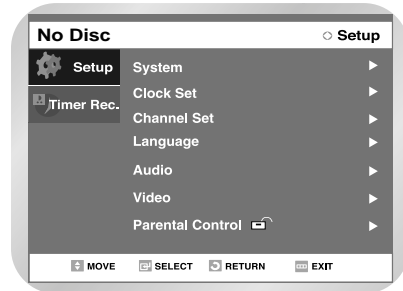 No Disc
Setup
Setup
Timer Rec.
System
Clock Set
Channel Set
Language
Audio
Video
Parental Control
MOVE SELECT RETURN EXIT